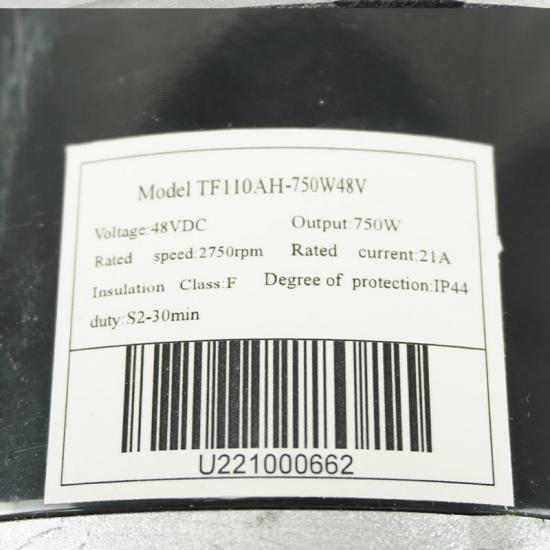 Model TF110AH-750W48V
Voltage:48VDC Output:750W
Rated speed:2750rpm Rated current:21A
Insulation Class:F Degree of protection:IP44
duty:S2-30min
U221000662